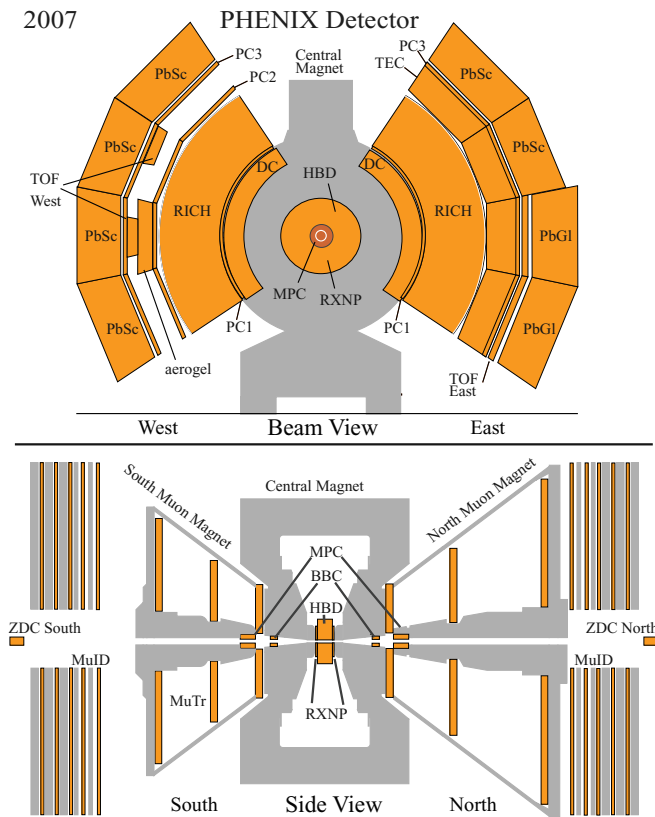 2007
PHENIX Detector
Central
Magnet
PC3
PC2
PbSc
PbSc
PbSc
PbSc
TOF
West
RICH
DC
HBD
MPC
RXNP
PC1
aerogel
PC3
TEC
PbSc
PbSc
DC
RICH
PbGl
PbGl
PC1
TOF
East
West
Beam View
East
South Muon Magnet
Central Magnet
North Muon Magnet
MPC
BBC
HBD
ZDC South
ZDC North
MuID
MuID
MuTr
RXNP
South
Side View
North